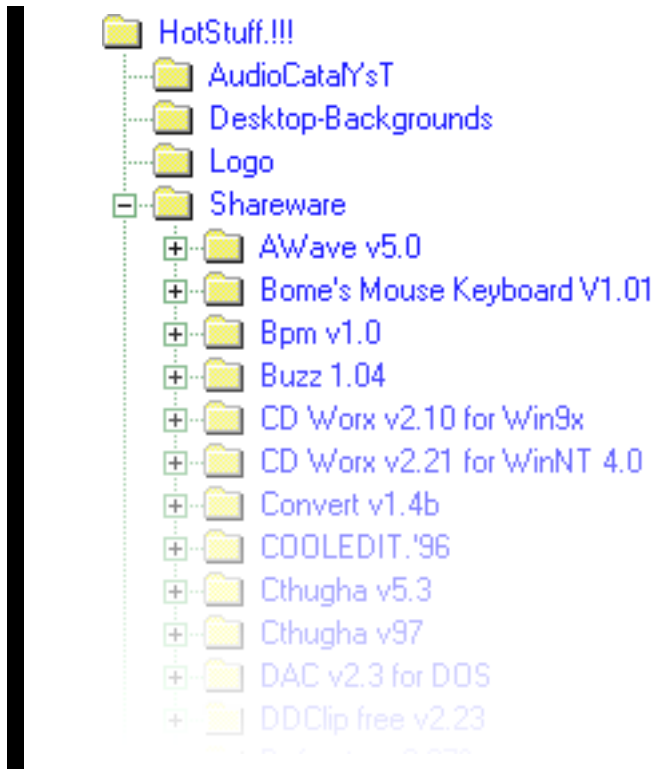 HotStuff.!!!
AudioCatalYsT
Desktop-Backgrounds
Logo
Shareware
AWave v5.0
Bome's Mouse Keyboard V1.01
Bpm v1.0
Buzz 1.04
CD Worx v2.10 for Win9x
CD Worx v2.21 for WinNT 4.0
Convert v1.4b
COOLEDIT.'96
Cthugha v5.3
Cthugha v97
DAC v2.3 for DOS
DDClip free v2.23